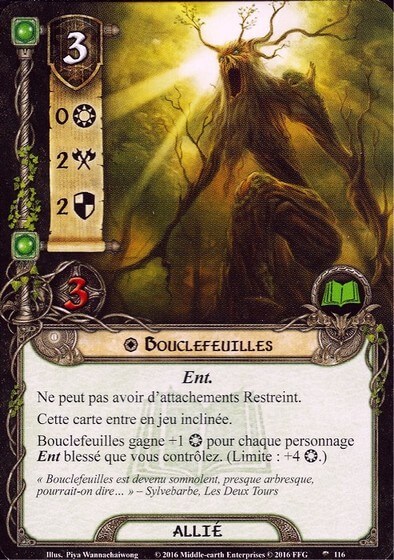 3
0
2
2
3
Bouclefeuilles
Ent.
Ne peut pas avoir d'attachements Restreint.
Cette carte entre en jeu inclinée.
Bouclefeuilles gagne +1 pour chaque personnage
Ent blessé que vous contrôlez. (Limite : +4 .)
« Bouclefeuilles est devenu somnolent, presque arbresque,
pourrait-on dire… » – Sylvebarbe, Les Deux Tours
ALLIÉ
Illus. Piya Wannachaiwong © 2016 Middle-earth Enterprises © 2016 FFG 116